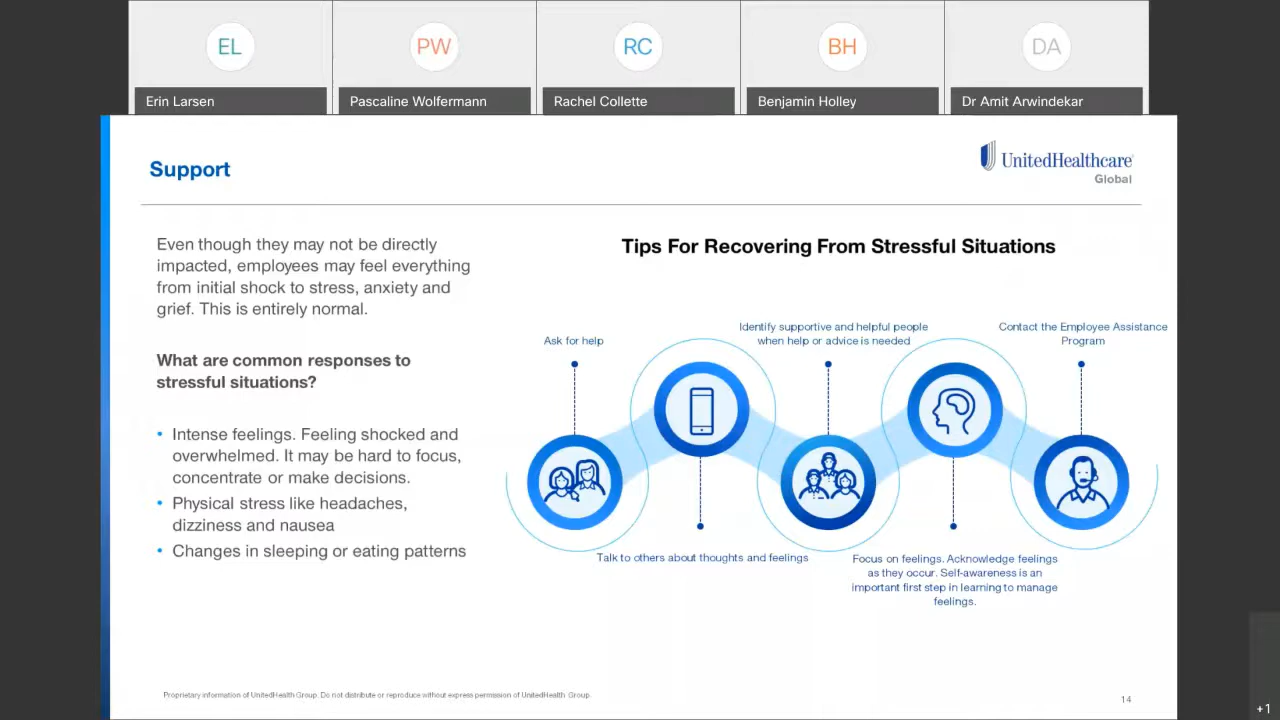 EL
PW
RC
BH
DA
Erin Larsen
Pascaline Wolfermann
Rachel Collette
Benjamin Holley
Dr Amit Arwindekar
Support
UnitedHealthcare
Global
Even though they may not be directly
impacted, employees may feel everything
from initial shock to stress, anxiety and
grief. This is entirely normal.
What are common responses to
stressful situations?
• Intense feelings. Feeling shocked and
overwhelmed. It may be hard to focus,
concentrate or make decisions.
• Physical stress like headaches,
dizziness and nausea
• Changes in sleeping or eating patterns
Tips For Recovering From Stressful Situations
Ask for help
Identify supportive and helpful people
when help or advice is needed
Contact the Employee Assistance
Program
Talk to others about thoughts and feelings
Focus on feelings. Acknowledge feelings
as they occur. Self-awareness is an
important first step in learning to manage
feelings.
Proprietary information of UnitedHealth Group. Do not distribute or reproduce without express permission of UnitedHealth Group.
14
+1